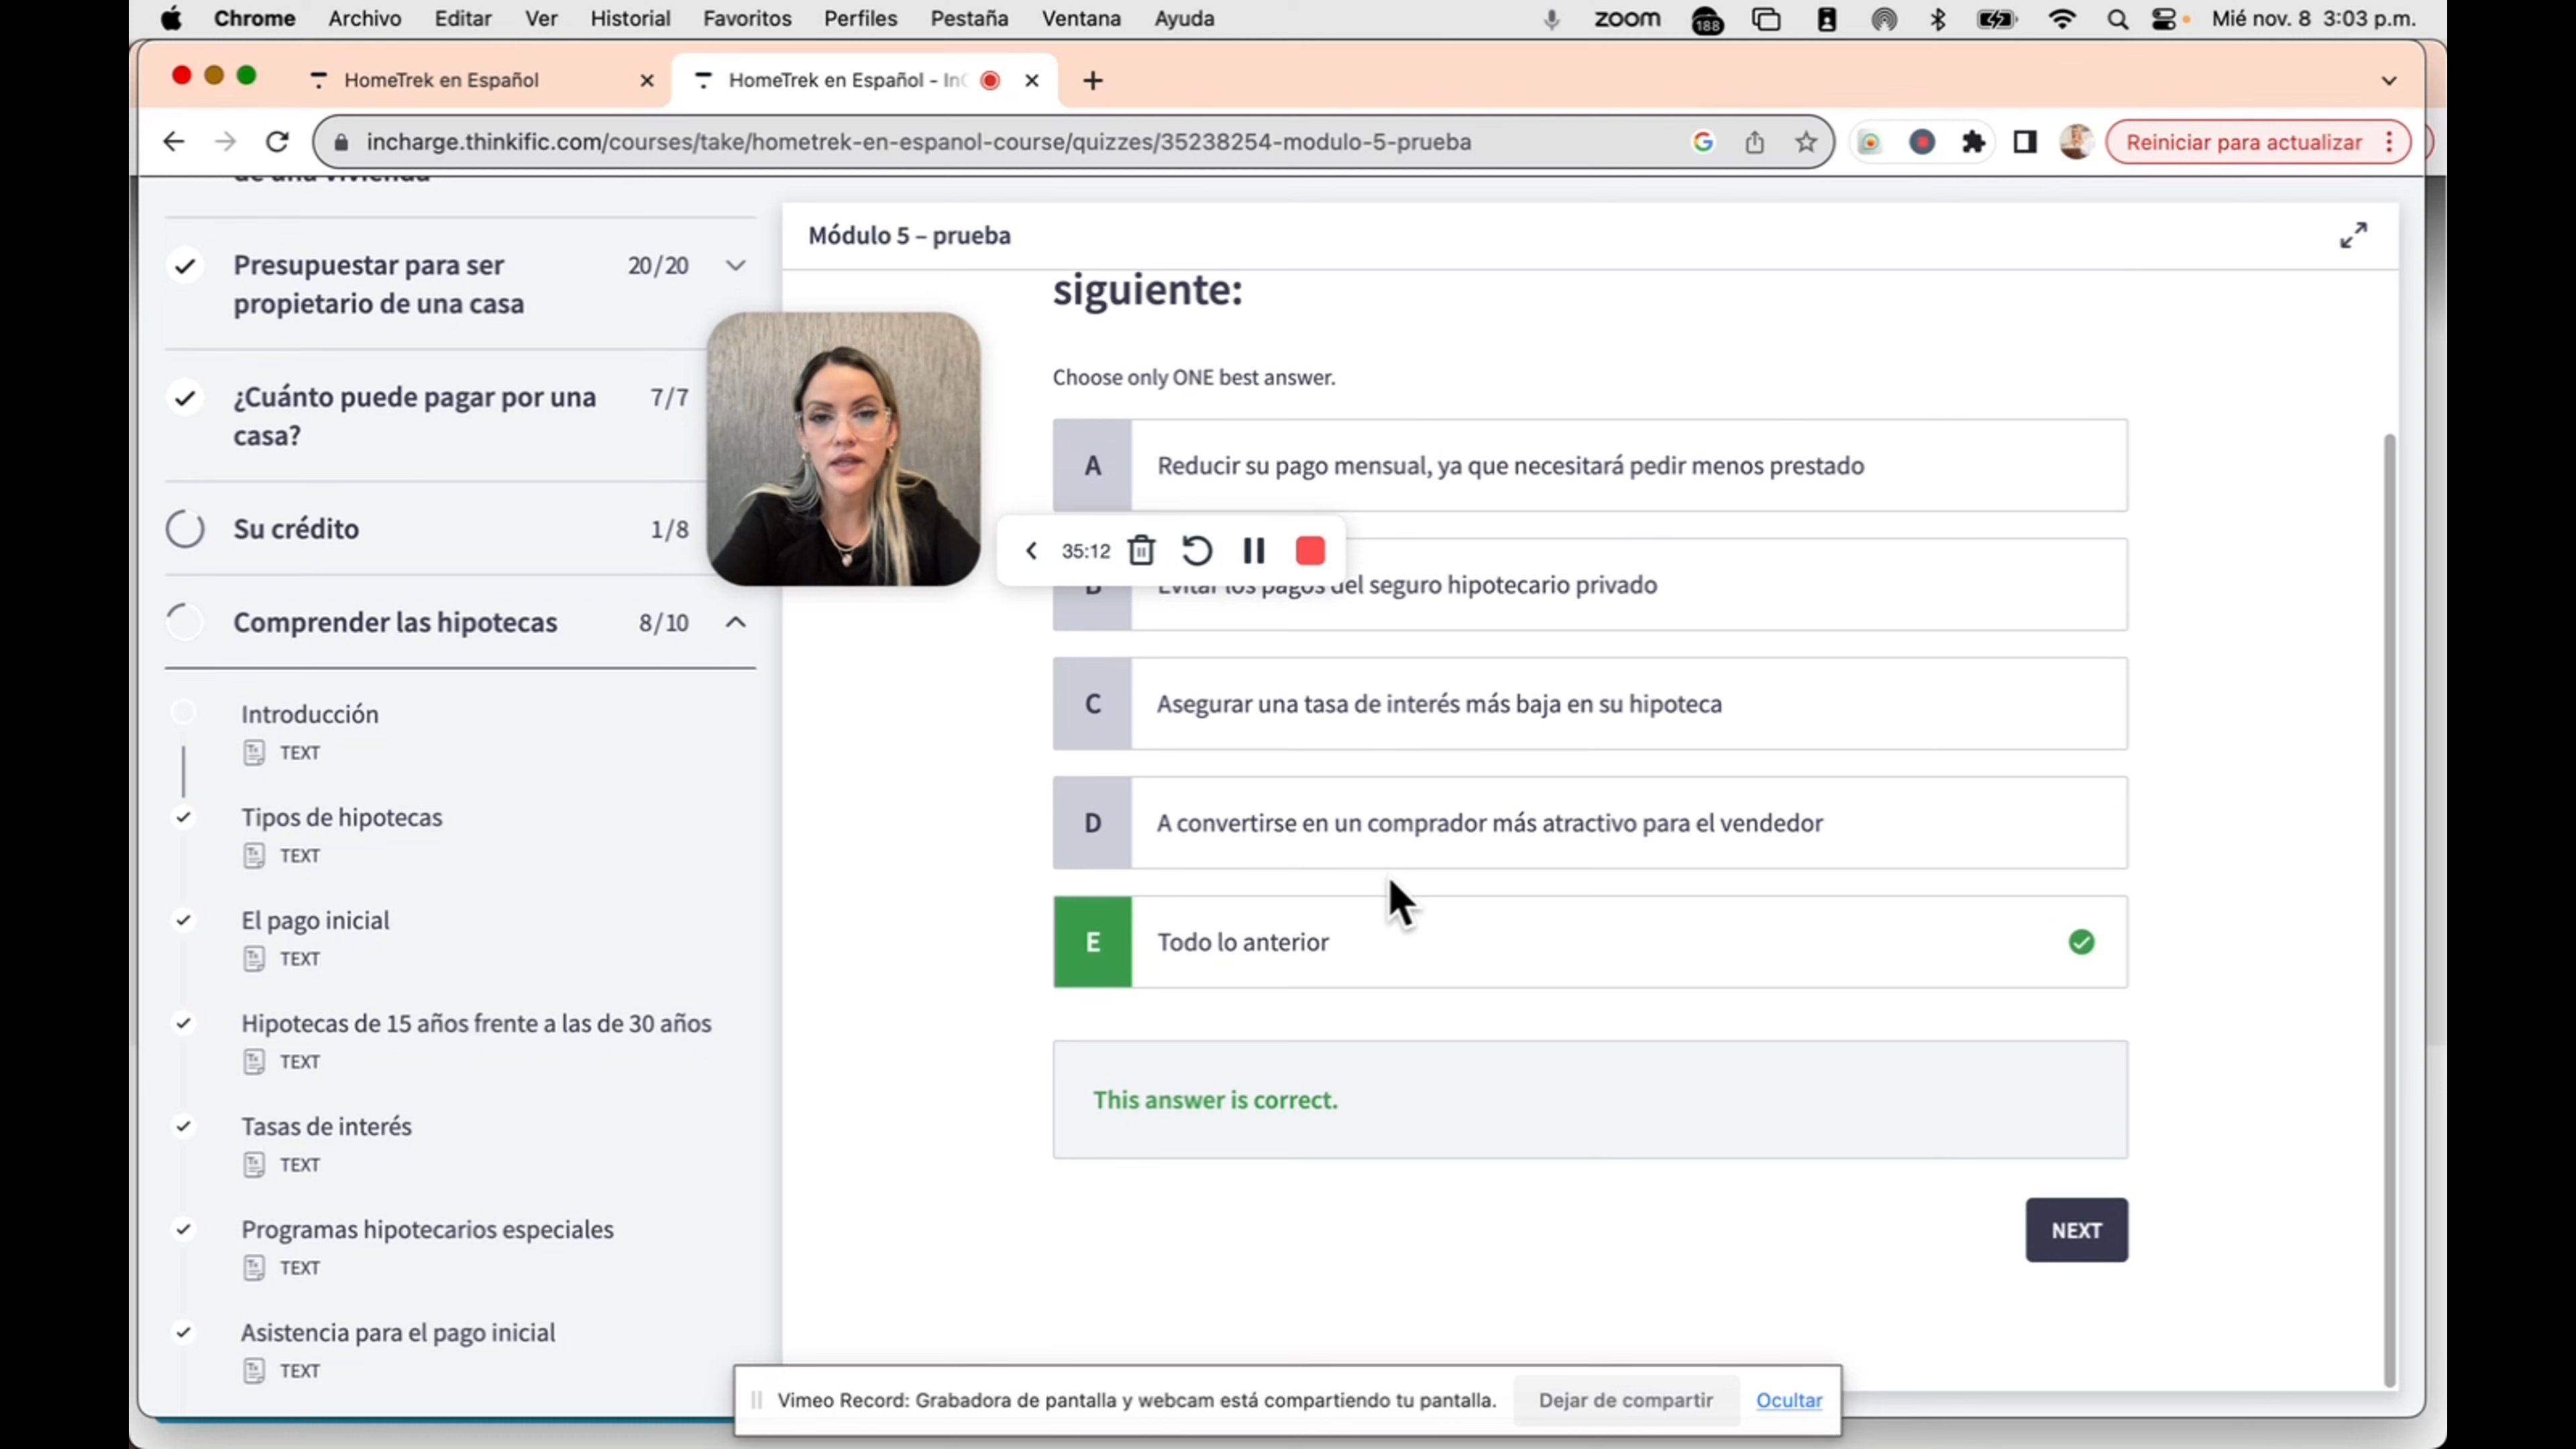 Chrome Archivo Editar Ver Historial Favoritos Perfiles Pestaña Ventana Ayuda
zoom 188 Mié nov. 8 3:03 p.m.
HomeTrek en Español
HomeTrek en Español - In
incharge.thinkific.com/courses/take/hometrek-en-espanol-course/quizzes/35238254-modulo-5-prueba
Reiniciar para actualizar
de una vivienda
Presupuestar para ser
propietario de una casa
20/20
¿Cuánto puede pagar por una
casa?
7/7
Su crédito
1/8
Comprender las hipotecas
8/10
Introducción
TEXT
Tipos de hipotecas
TEXT
El pago inicial
TEXT
Hipotecas de 15 años frente a las de 30 años
TEXT
Tasas de interés
TEXT
Programas hipotecarios especiales
TEXT
Asistencia para el pago inicial
TEXT
Módulo 5 – prueba
siguiente:
Choose only ONE best answer.
A Reducir su pago mensual, ya que necesitará pedir menos prestado
35:12
B Evitar los pagos del seguro hipotecario privado
C Asegurar una tasa de interés más baja en su hipoteca
D A convertirse en un comprador más atractivo para el vendedor
E Todo lo anterior
This answer is correct.
NEXT
Vimeo Record: Grabadora de pantalla y webcam está compartiendo tu pantalla.
Dejar de compartir
Ocultar